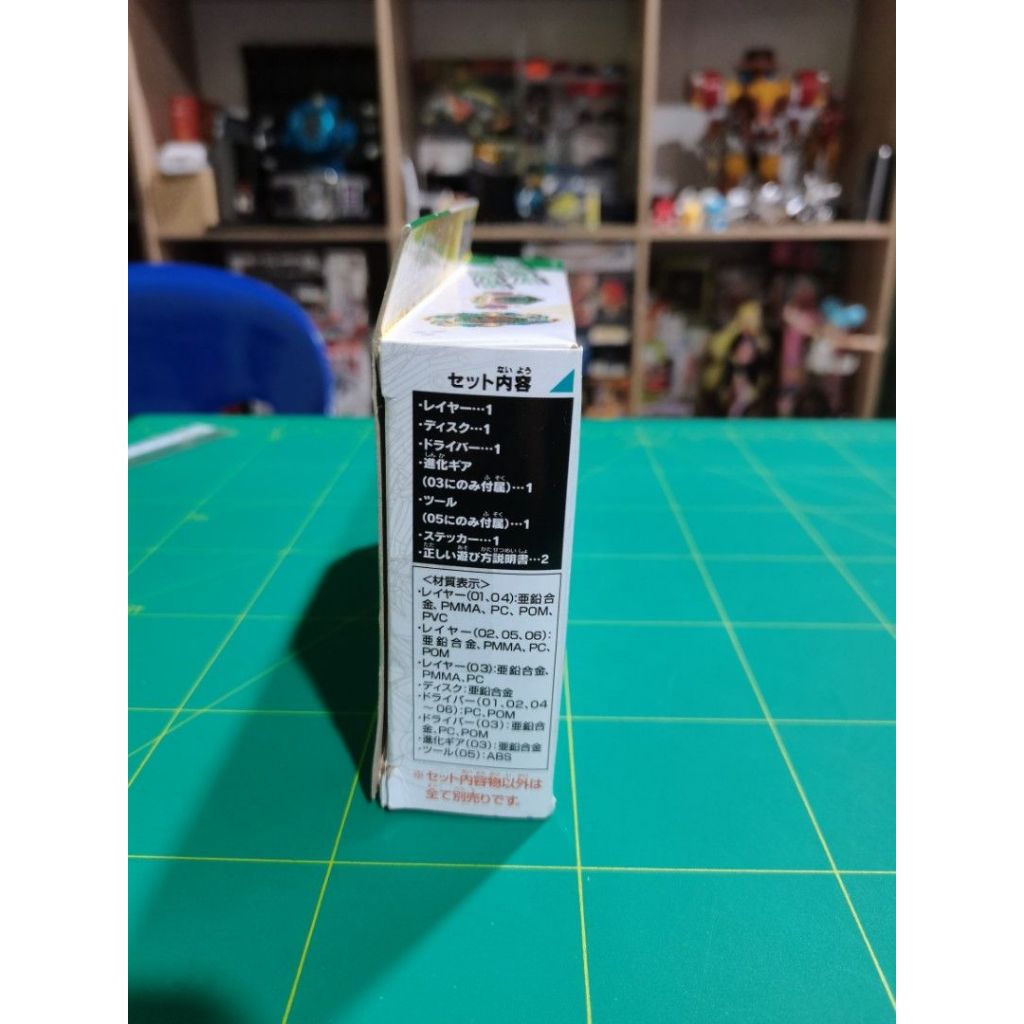 セット内容
・レイヤー…1
・ディスク…1
・ドライバー…1
・進化ギア
(03にのみ付属)…1
・ツール
(05にのみ付属)…1
・ステッカー…1
・正しい遊び方説明書…2
<材質表示>
・レイヤー(01、04):亜鉛合
金、PMMA、PC、POM、
PVC
・レイヤー(02、05、06):
亜鉛合金、PMMA、PC、
POM
・レイヤー(03):亜鉛合金、
PMMA、PC
・ディスク:亜鉛合金
・ドライバー(01、02、04
～06):PC、POM
・ドライバー(03):亜鉛合
金、PC、POM
・進化ギア(03):亜鉛合金
・ツール(05):ABS
※セット内容物以外は
全て別売りです。